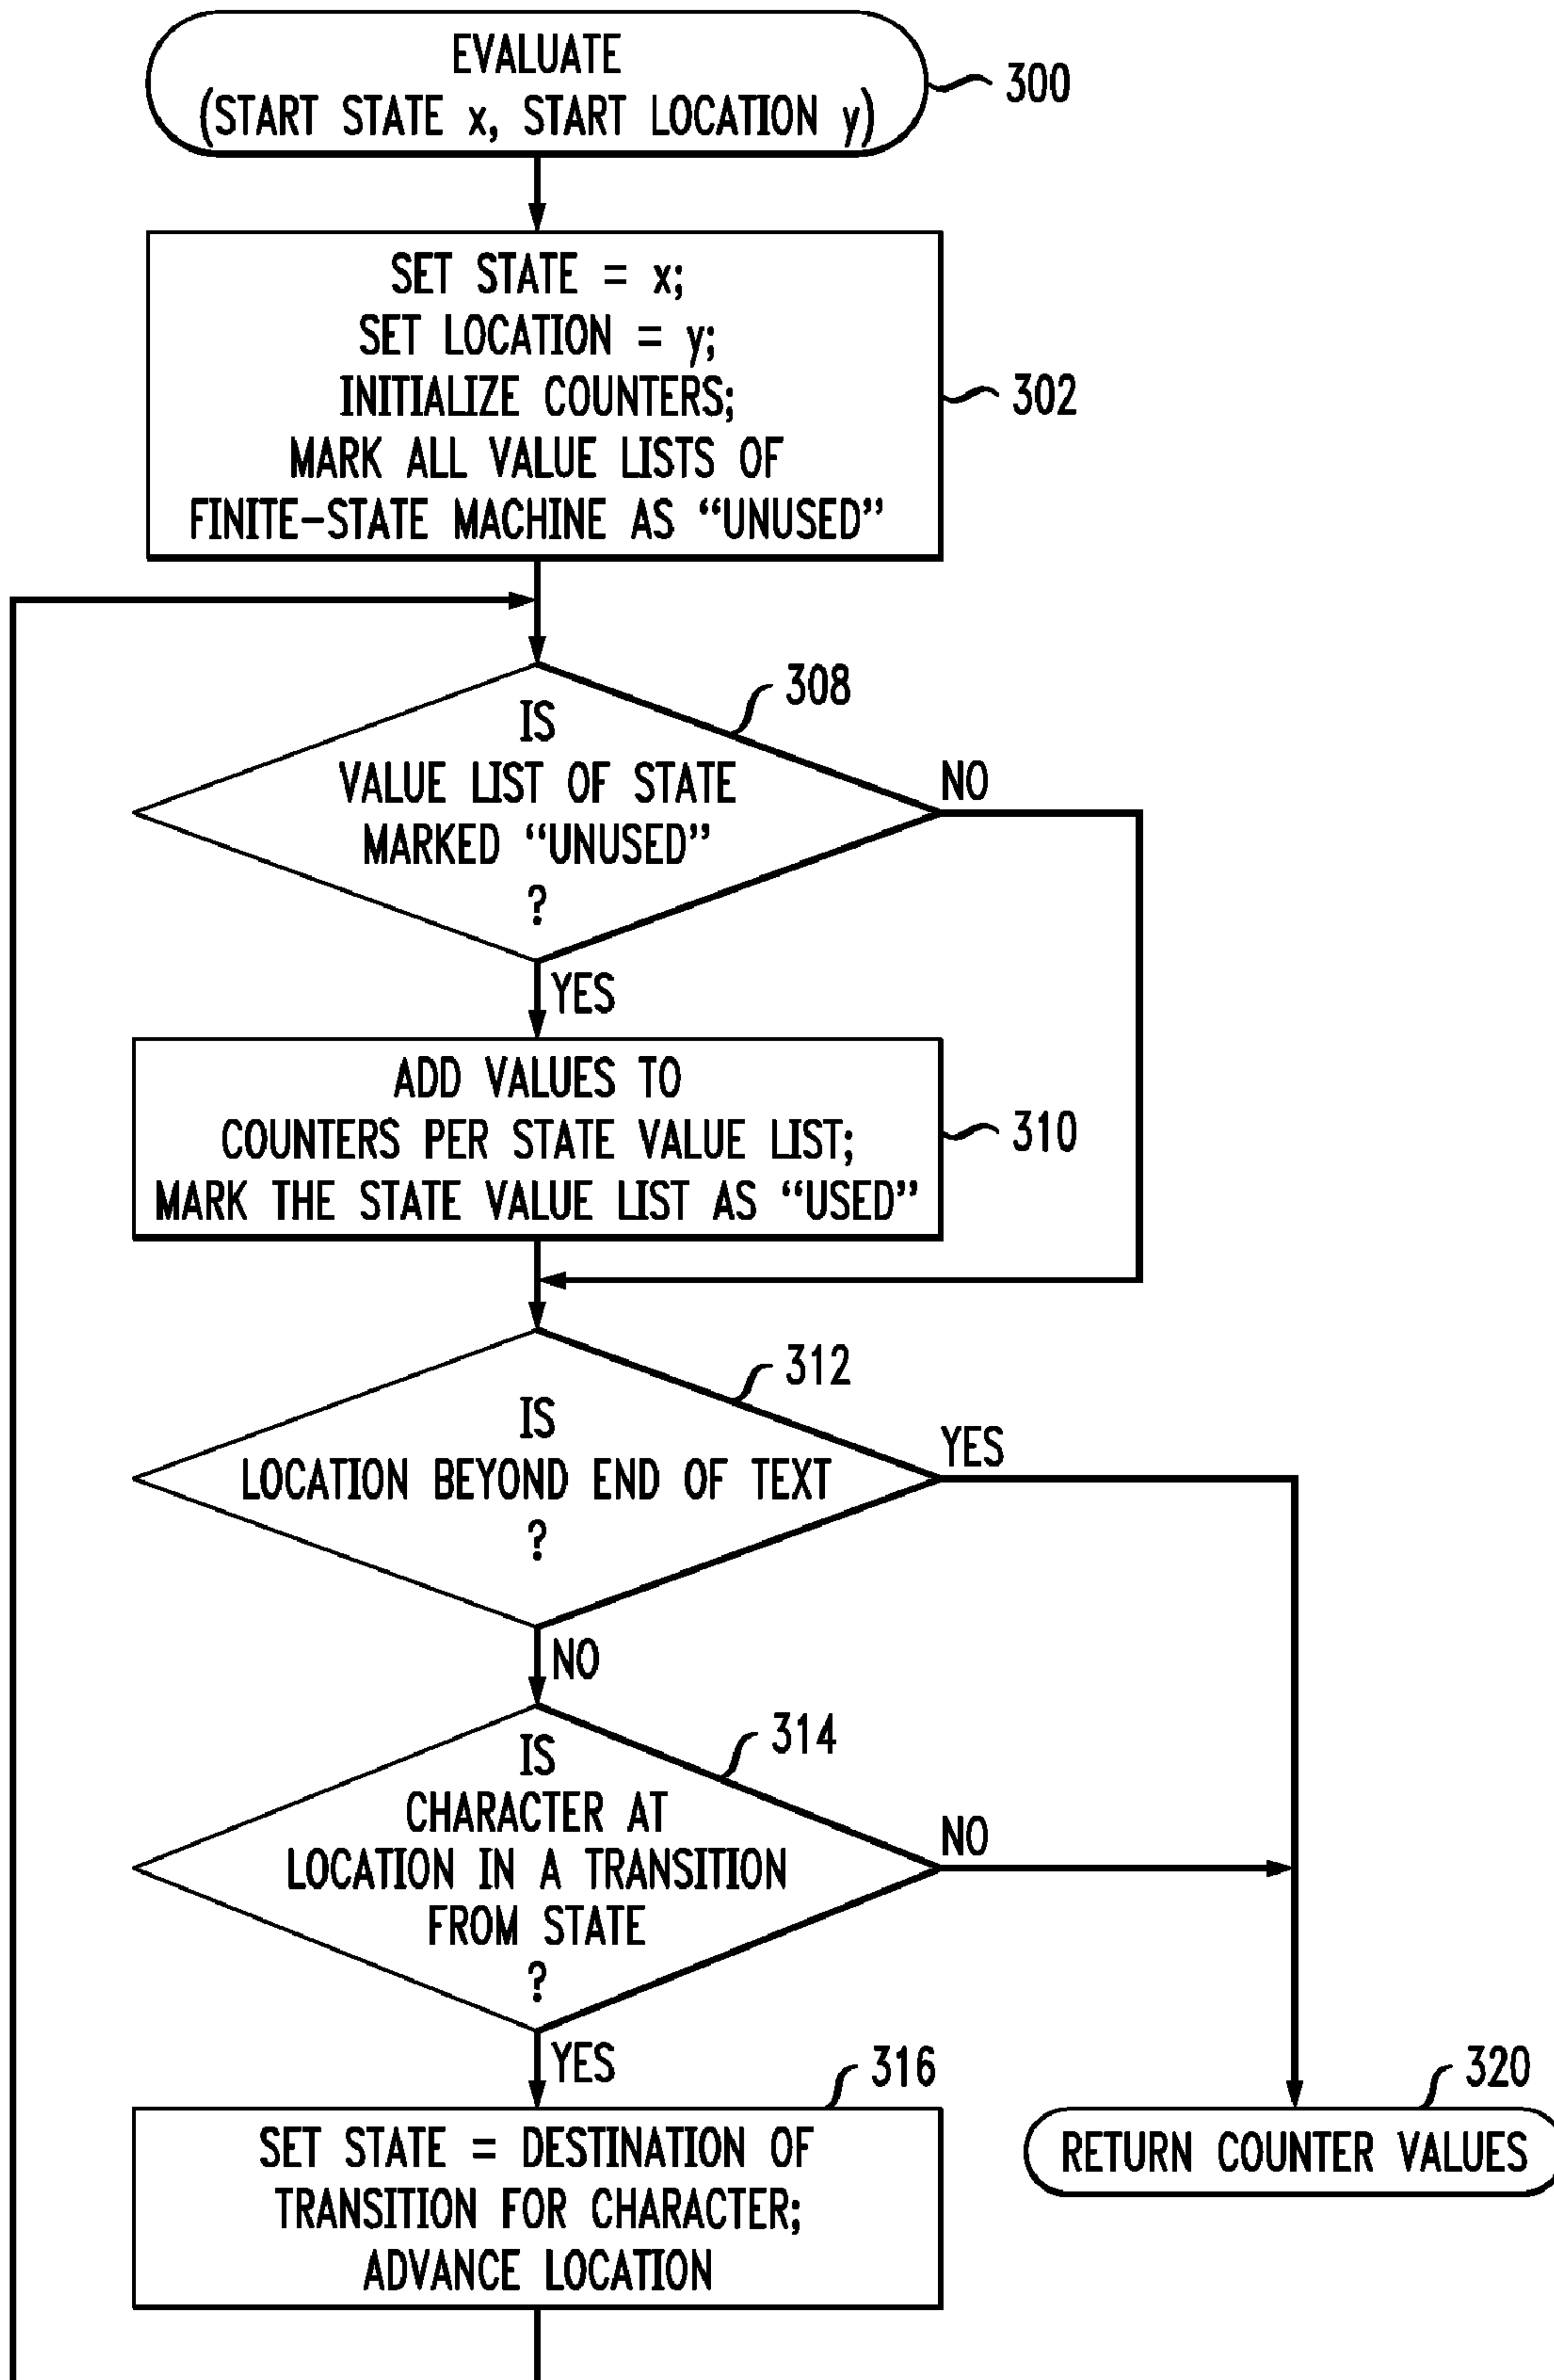 EVALUATE
(START STATE x, START LOCATION y)
300
SET STATE = x;
SET LOCATION = y;
INITIALIZE COUNTERS;
MARK ALL VALUE LISTS OF
FINITE-STATE MACHINE AS “UNUSED”
302
308
IS
VALUE LIST OF STATE
MARKED “UNUSED”
?
NO
YES
ADD VALUES TO
COUNTERS PER STATE VALUE LIST;
MARK THE STATE VALUE LIST AS “USED”
310
312
IS
LOCATION BEYOND END OF TEXT
?
YES
NO
314
IS
CHARACTER AT
LOCATION IN A TRANSITION
FROM STATE
?
NO
YES
316
SET STATE = DESTINATION OF
TRANSITION FOR CHARACTER;
ADVANCE LOCATION
320
RETURN COUNTER VALUES